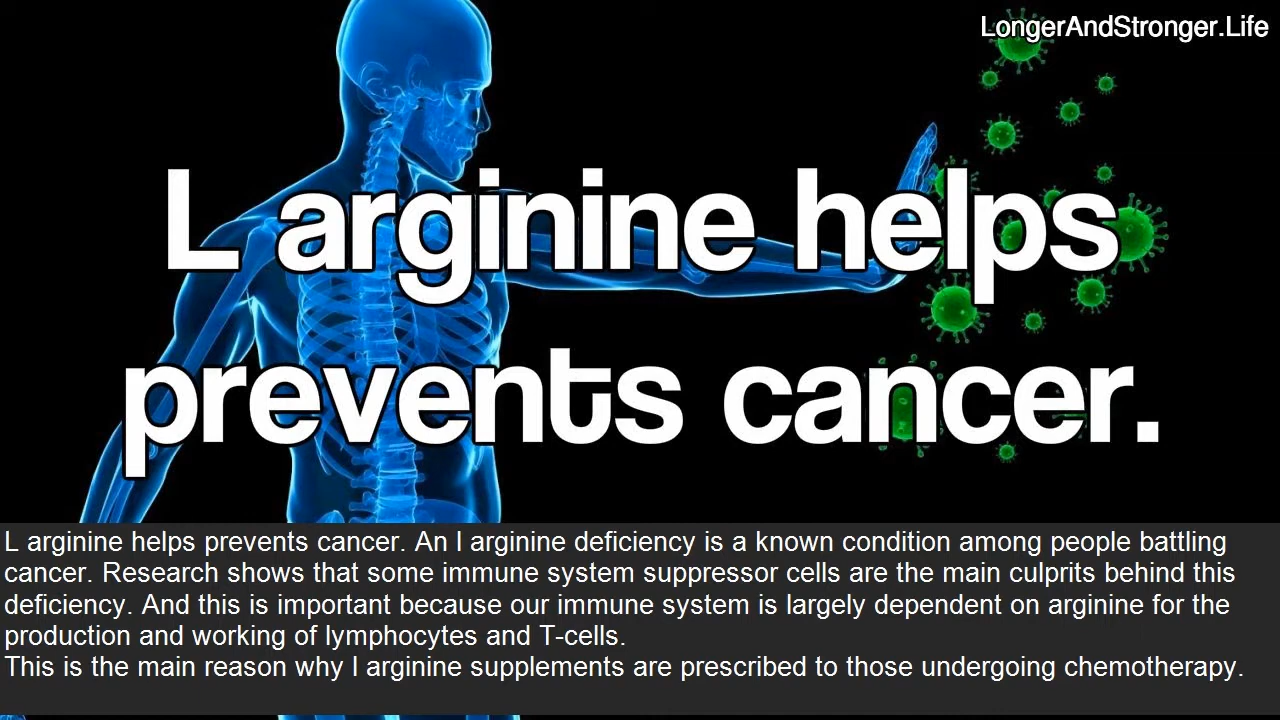 LongerAndStronger.Life
L arginine helps
prevents cancer.
L arginine helps prevents cancer. An l arginine deficiency is a known condition among people battling
cancer. Research shows that some immune system suppressor cells are the main culprits behind this
deficiency. And this is important because our immune system is largely dependent on arginine for the
production and working of lymphocytes and T-cells.
This is the main reason why l arginine supplements are prescribed to those undergoing chemotherapy.